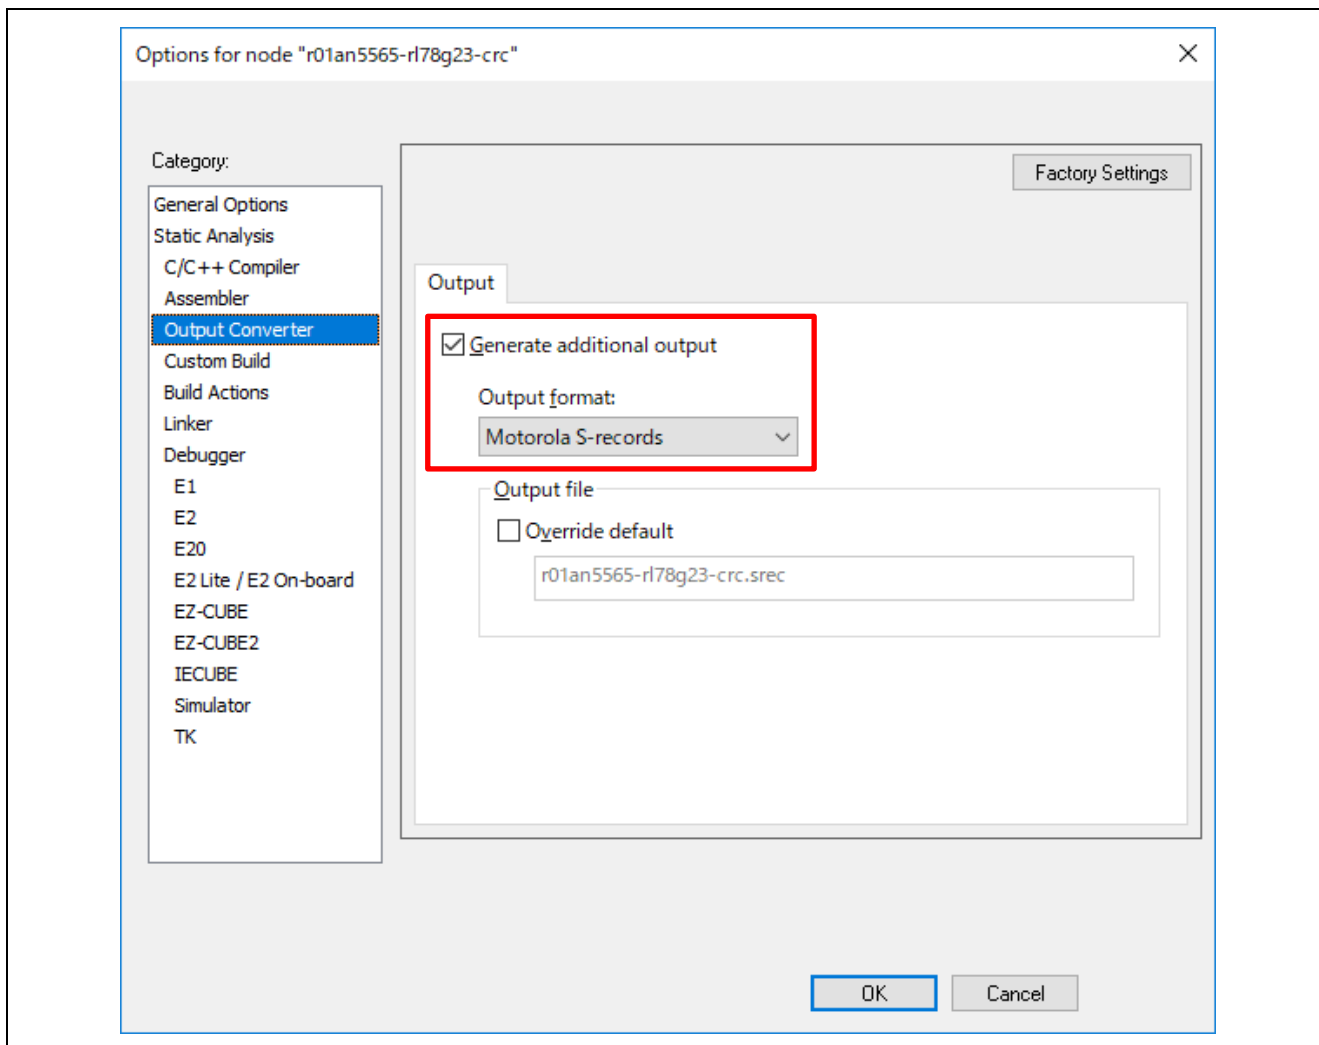 Options for node "r01an5565-rl78g23-crc"
Category:
General Options
Static Analysis
C/C++ Compiler
Assembler
Output Converter
Custom Build
Build Actions
Linker
Debugger
E1
E2
E20
E2 Lite / E2 On-board
EZ-CUBE
EZ-CUBE2
IECUBE
Simulator
TK
Factory Settings
Output
Generate additional output
Output format:
Motorola S-records
Output file
Override default
r01an5565-rl78g23-crc.srec
OK
Cancel